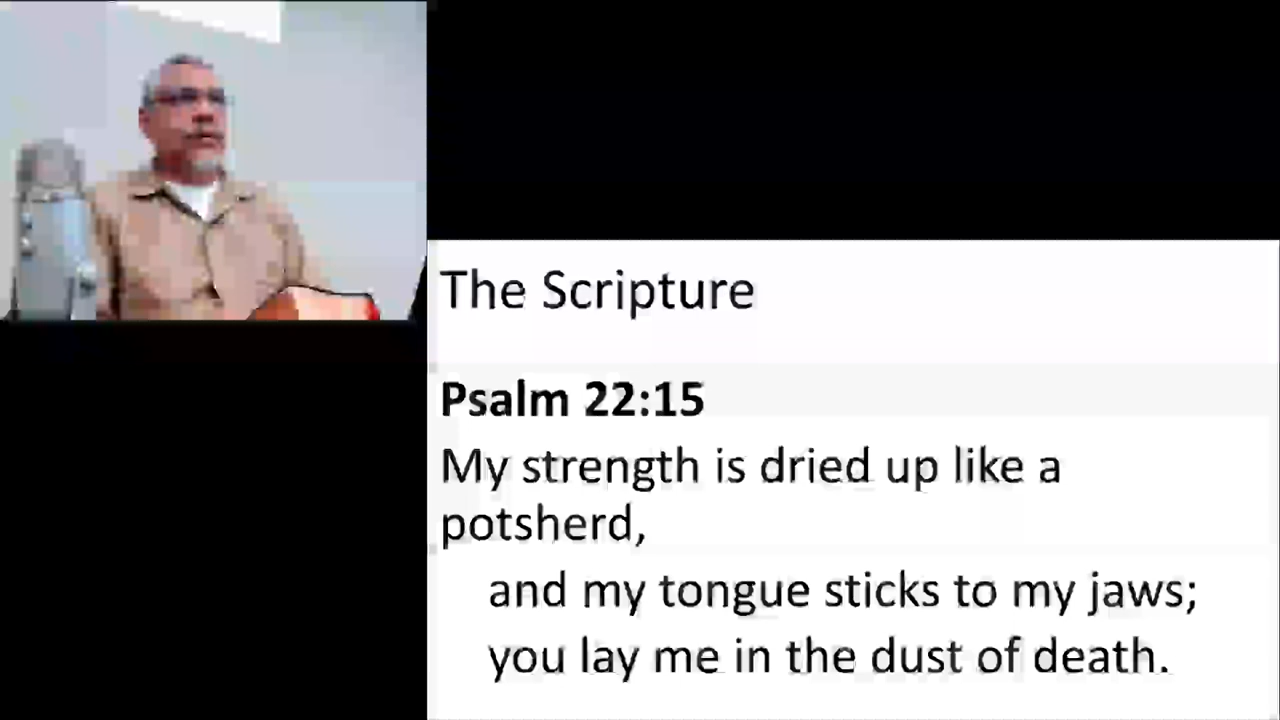 The Scripture
Psalm 22:15
My strength is dried up like a
potsherd,
and my tongue sticks to my jaws;
you lay me in the dust of death.